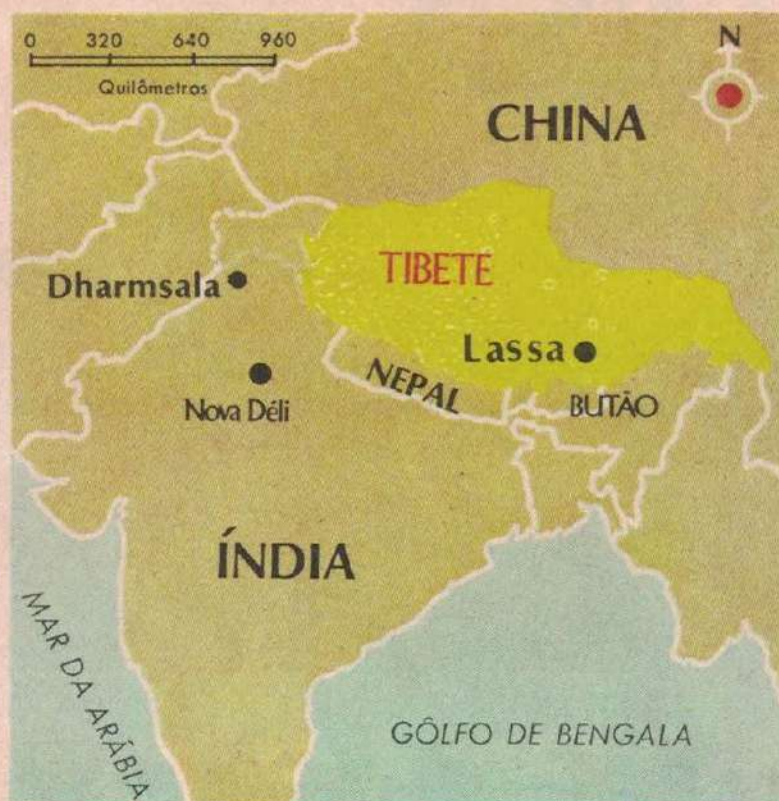 0 320 640 960
Quilômetros
N
CHINA
TIBETE
Dharmsala
Lassa
NEPAL
Nova Déli
BUTÃO
ÍNDIA
MAR DA ARÁBIA
GÔLFO DE BENGALA